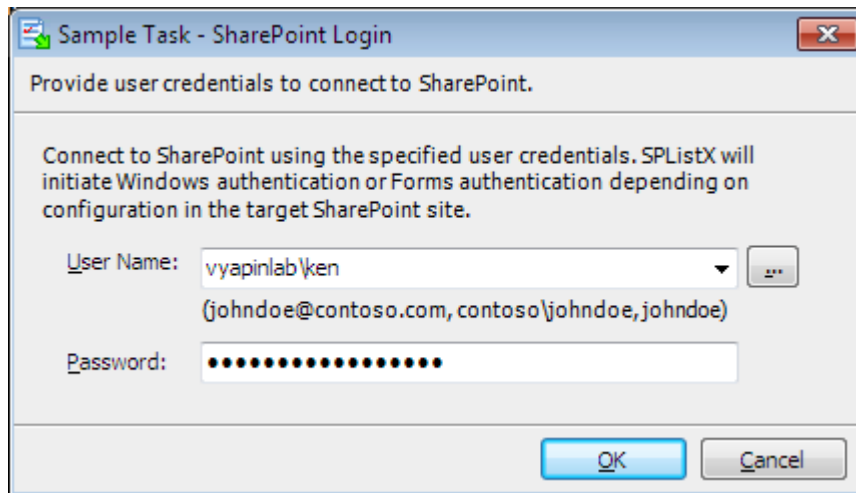 Sample Task - SharePoint Login
Provide user credentials to connect to SharePoint.
Connect to SharePoint using the specified user credentials. SPListX will
initiate Windows authentication or Forms authentication depending on
configuration in the target SharePoint site.
User Name: vyapinlab\ken ...
(johndoe@contoso.com, contoso\johndoe, johndoe)
Password: •••••••••••••••••
OK Cancel